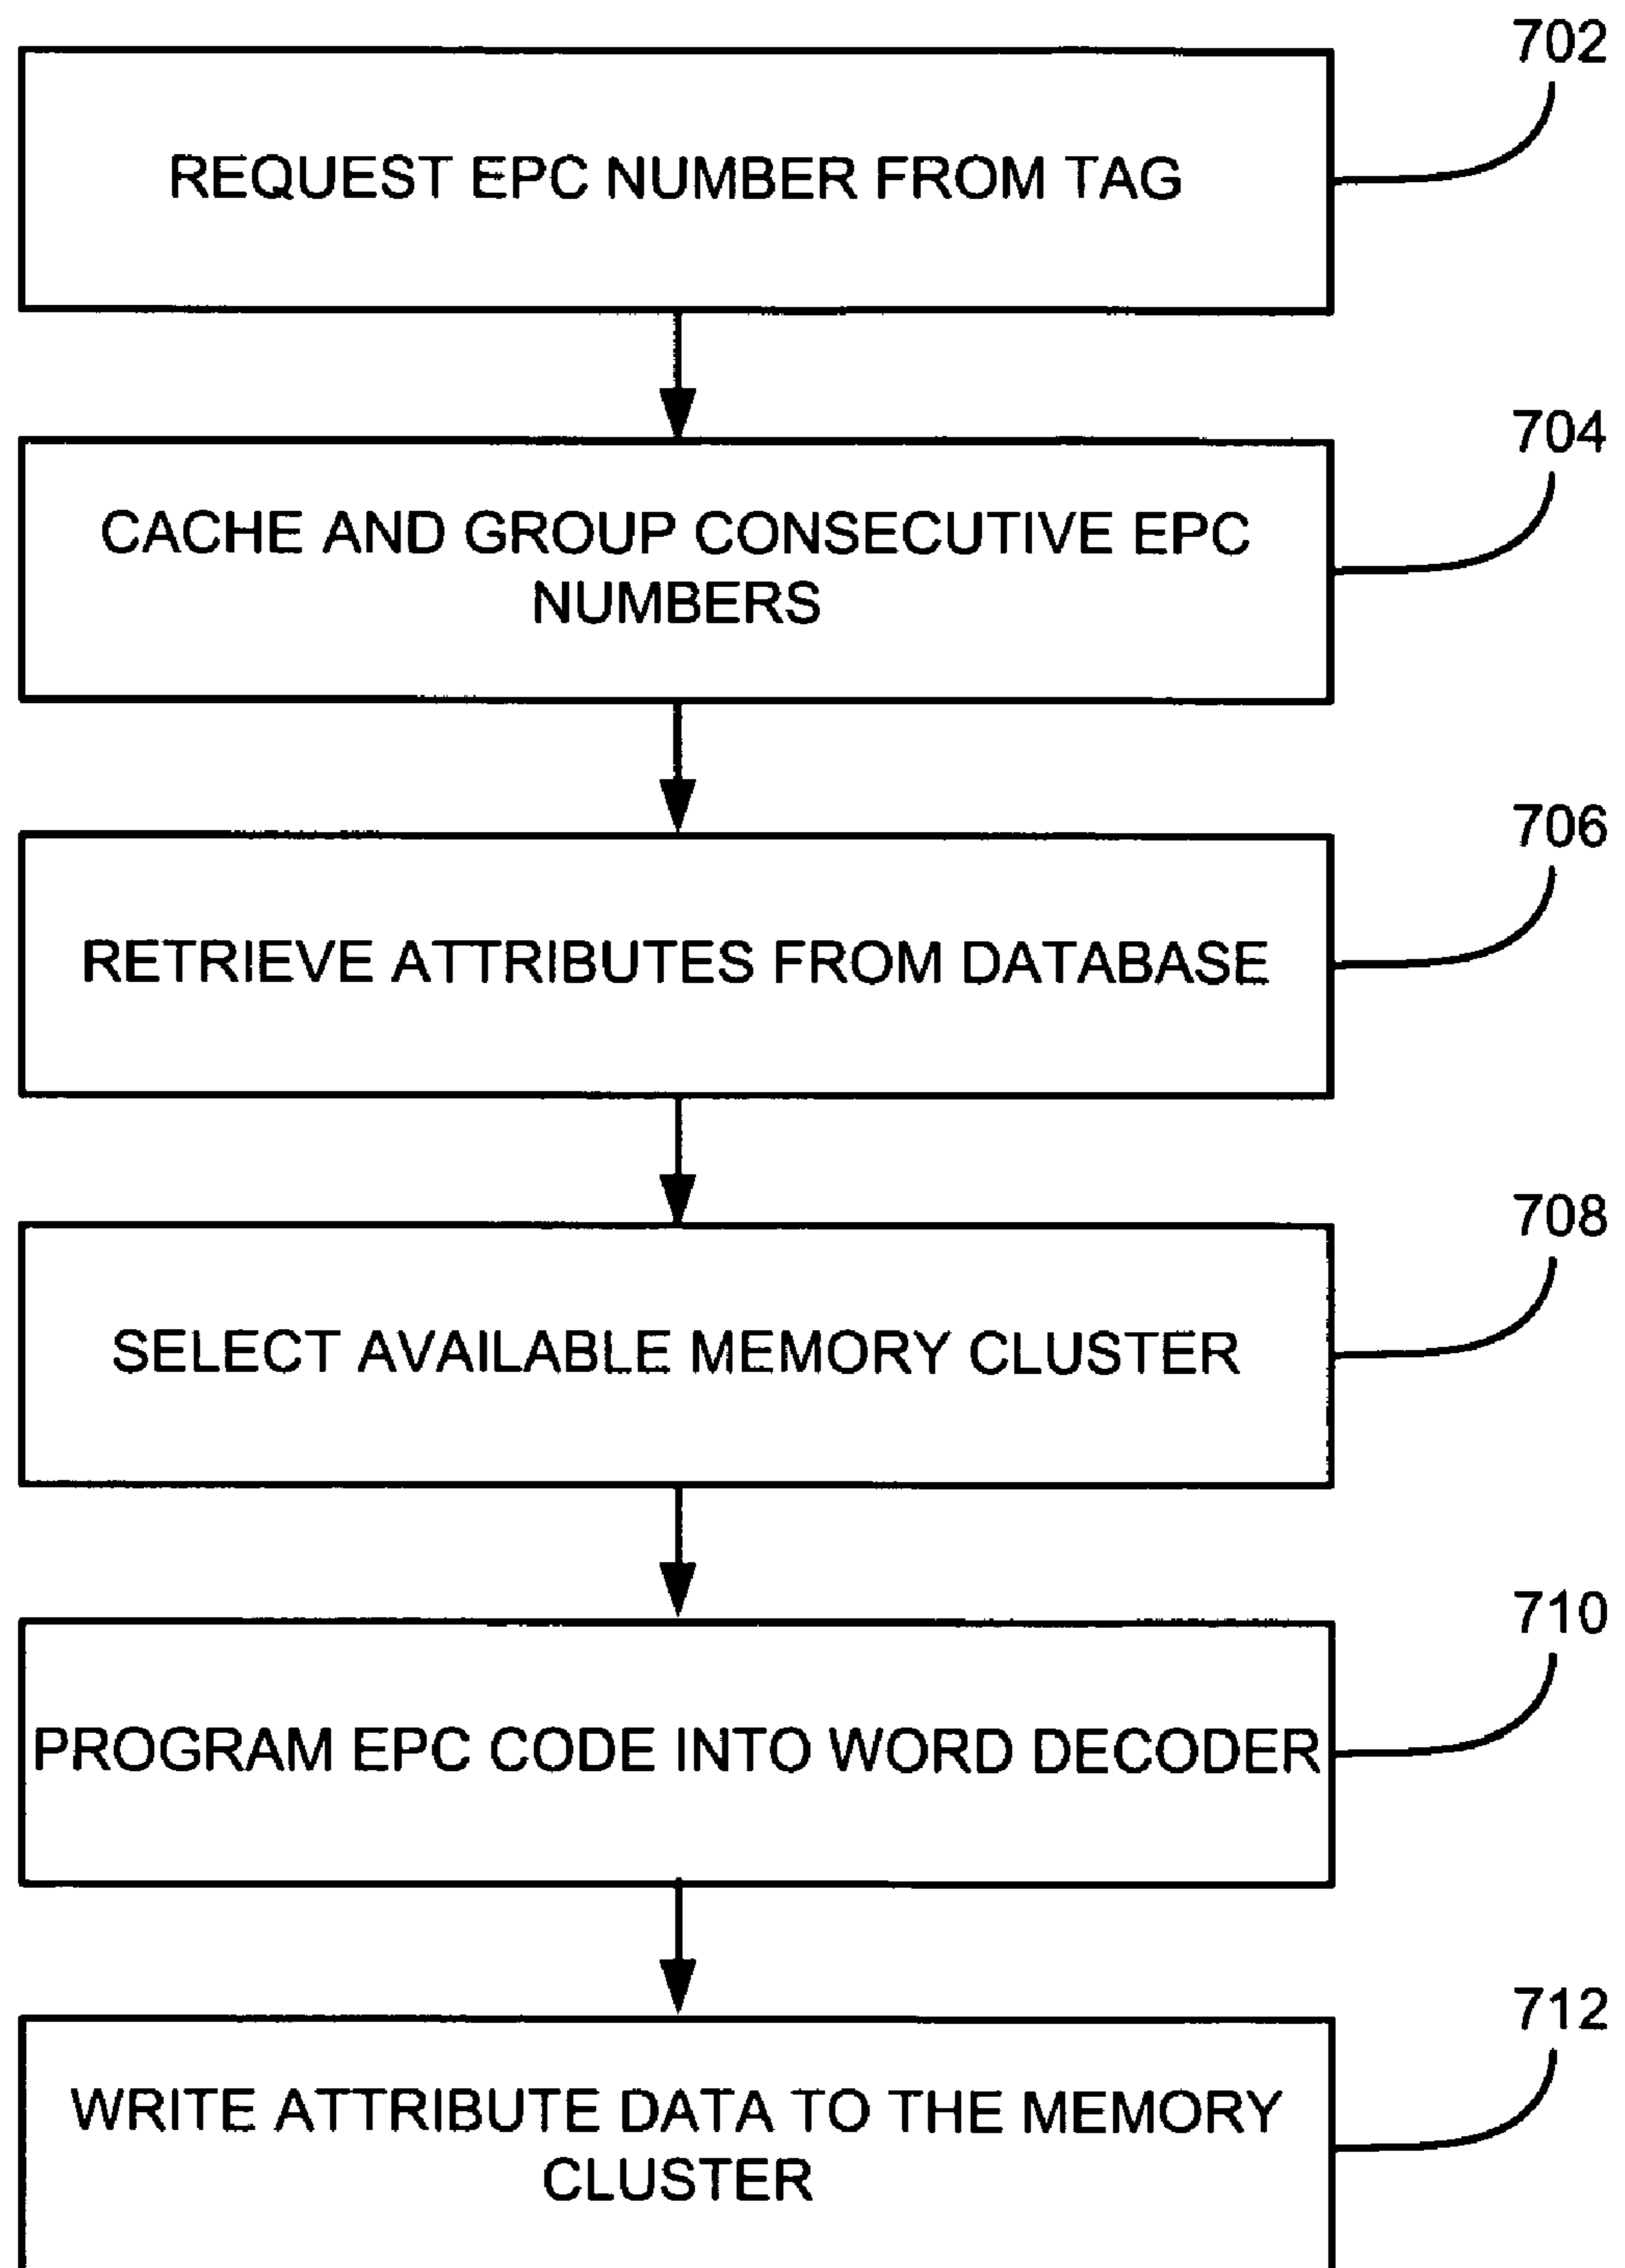 702
REQUEST EPC NUMBER FROM TAG
704
CACHE AND GROUP CONSECUTIVE EPC
NUMBERS
706
RETRIEVE ATTRIBUTES FROM DATABASE
708
SELECT AVAILABLE MEMORY CLUSTER
710
PROGRAM EPC CODE INTO WORD DECODER
712
WRITE ATTRIBUTE DATA TO THE MEMORY
CLUSTER